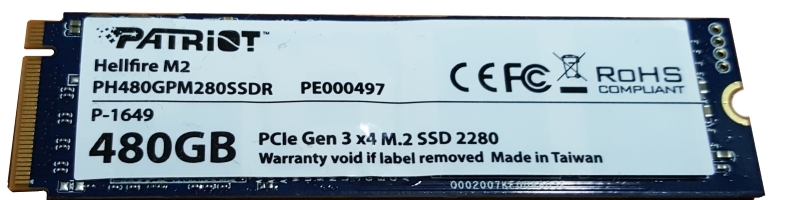 PATRIOT™
Hellfire M2
PH480GPM280SSDR PE000497
P-1649
CE FC RoHS
COMPLIANT
480GB PCIe Gen 3 x4 M.2 SSD 2280
Warranty void if label removed Made in Taiwan